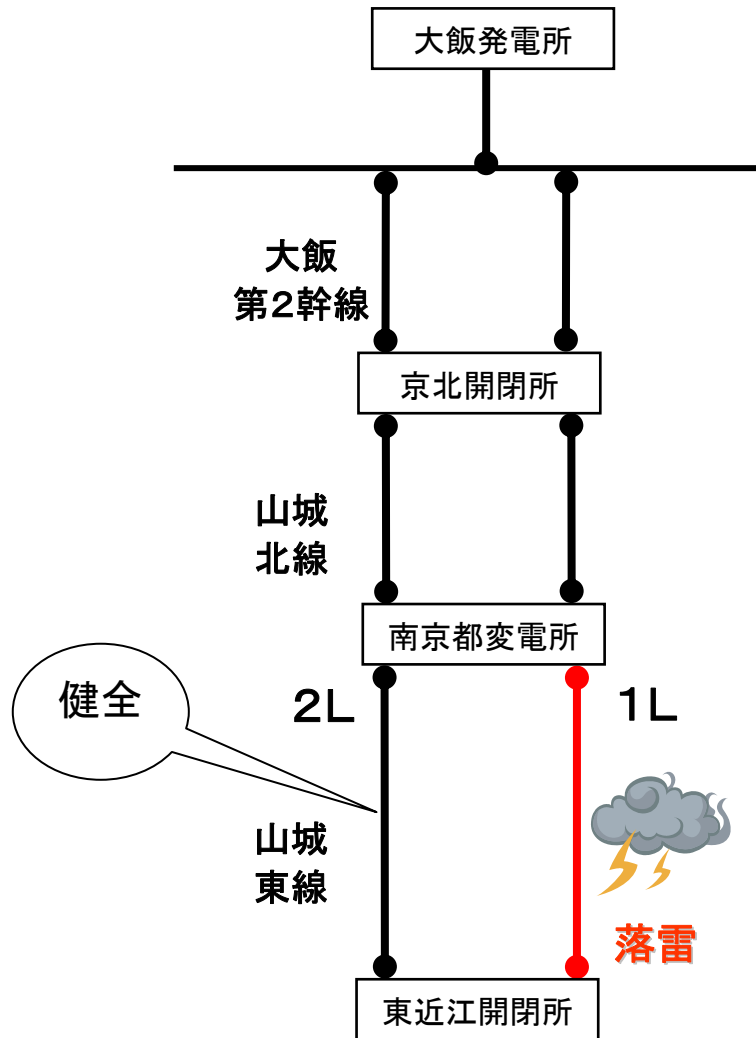 大飯発電所
大飯
第２幹線
京北開閉所
山城
北線
南京都変電所
健全
２Ｌ
１Ｌ
山城
東線
落雷
東近江開閉所